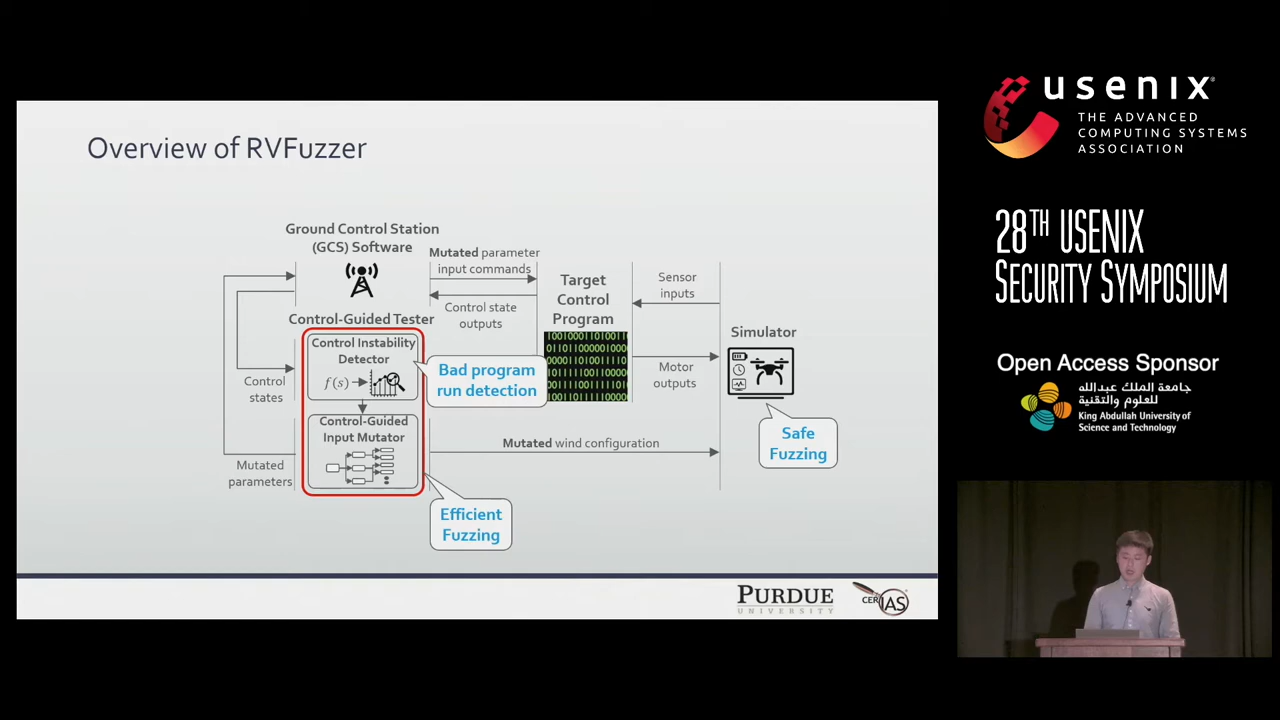 Overview of RVFuzzer
Ground Control Station
(GCS) Software
Mutated parameter
input commands
Control state
outputs
Target
Control
Program
Sensor
inputs
Motor
outputs
Simulator
Safe
Fuzzing
Control-Guided Tester
Control Instability
Detector
f(s)
Bad program
run detection
Control
states
Control-Guided
Input Mutator
Mutated wind configuration
Mutated
parameters
Efficient
Fuzzing
PURDUE
UNIVERSITY
CERIAS
usenix
THE ADVANCED
COMPUTING SYSTEMS
ASSOCIATION
28TH USENIX
SECURITY SYMPOSIUM
Open Access Sponsor
جامعة الملك عبدالله
للعلوم والتقنية
King Abdullah University of
Science and Technology